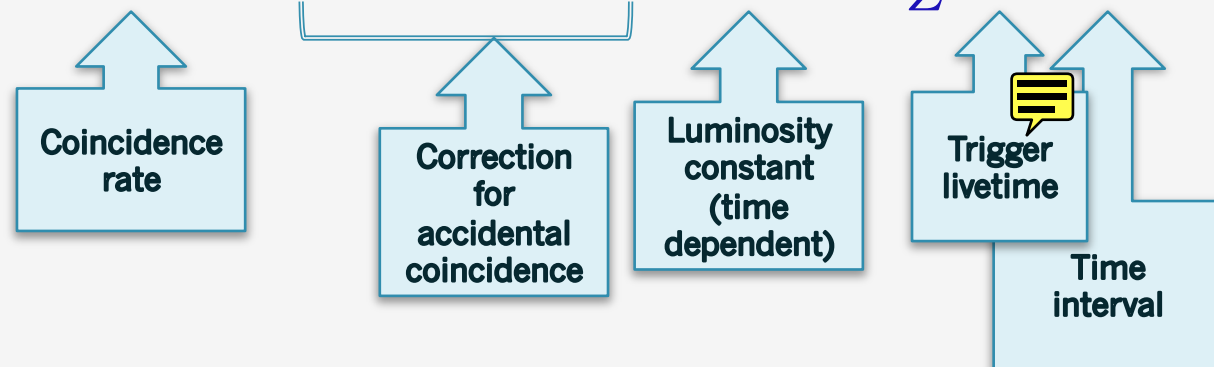 Coincidence
rate
Correction
for
accidental
coincidence
Luminosity
constant
(time
dependent)
Trigger
livetime
Time
interval